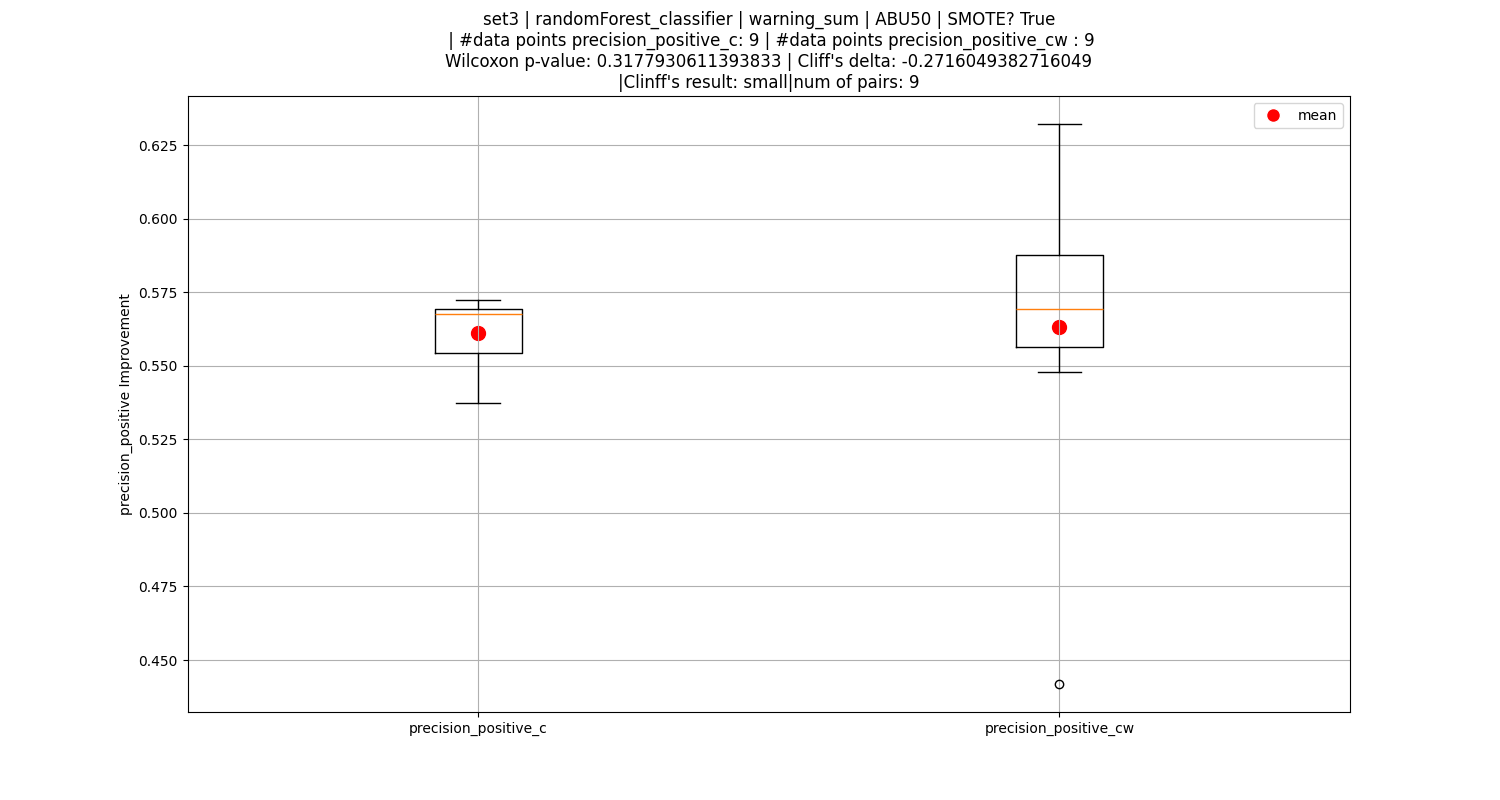 set3 | randomForest_classifier | warning_sum | ABU50 | SMOTE? True
| #data points precision_positive_c: 9 | #data points precision_positive_cw : 9
Wilcoxon p-value: 0.3177930611393833 | Cliff's delta: -0.2716049382716049
|Clinff's result: small|num of pairs: 9
mean
0.625
0.600
0.575
0.550
0.525
0.500
0.475
0.450
precision_positive Improvement
precision_positive_c
precision_positive_cw